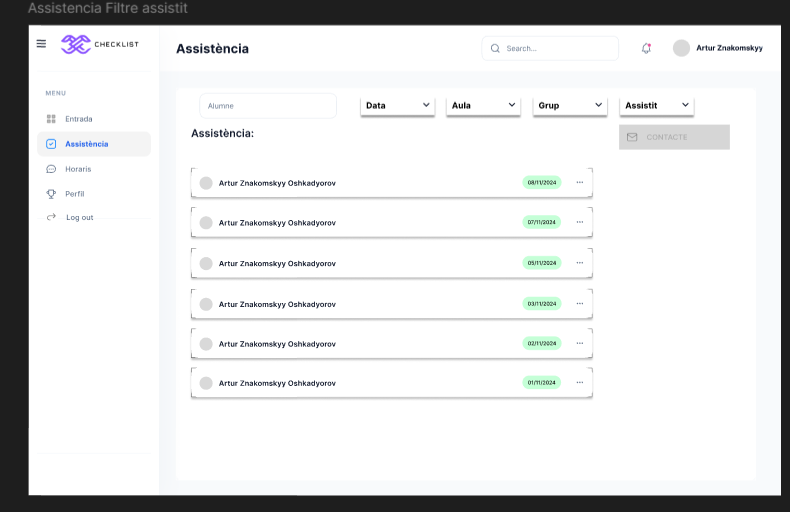 Assistencia Filtre assistit
CHECKLIST
Assistència
Search...
Artur Znakomskyy
MENU
Entrada
Assistència
Horaris
Perfil
Log out
Alumne
Data
Aula
Grup
Assistit
Assistència:
CONTACTE
Artur Znakomskyy Oshkadyorov 08/11/2024 ...
Artur Znakomskyy Oshkadyorov 07/11/2024 ...
Artur Znakomskyy Oshkadyorov 05/11/2024 ...
Artur Znakomskyy Oshkadyorov 03/11/2024 ...
Artur Znakomskyy Oshkadyorov 02/11/2024 ...
Artur Znakomskyy Oshkadyorov 01/11/2024 ...